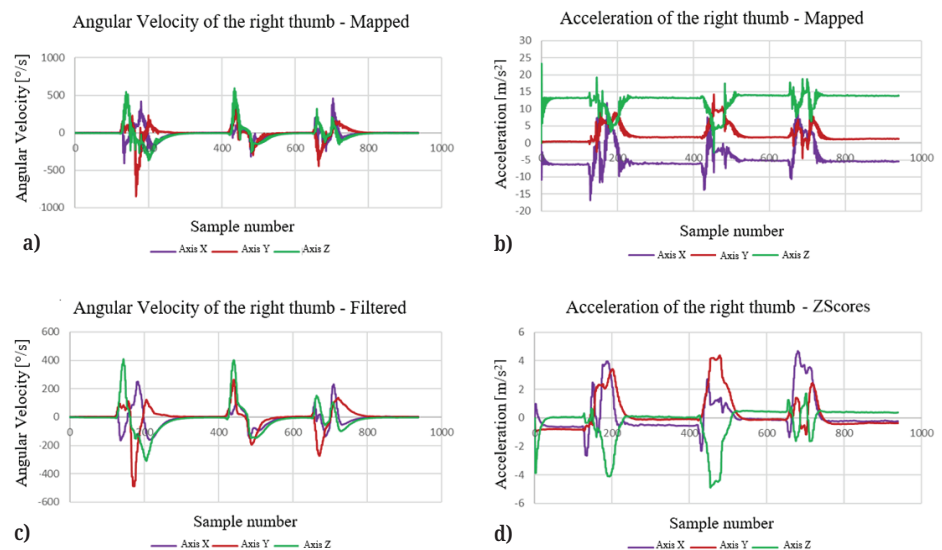 Angular Velocity of the right thumb - Mapped
Angular Velocity [°/s]
1000
500
0
500
1000
0
200
400
600
800
1000
Sample number
a)
Axis X
Axis Y
Axis Z
Acceleration of the right thumb - Mapped
Acceleration [m/s²]
30
25
20
15
10
5
0
-5
-10
-15
-20
0
200
400
600
800
1000
Sample number
b)
Axis X
Axis Y
Axis Z
Angular Velocity of the right thumb - Filtered
Angular Velocity [°/s]
600
400
200
0
-200
-400
-600
0
200
400
600
800
1000
Sample number
c)
Axis X
Axis Y
Axis Z
Acceleration of the right thumb - ZScores
Acceleration [m/s²]
6
4
2
0
-2
-4
-6
0
200
400
600
800
1000
Sample number
d)
Axis X
Axis Y
Axis Z